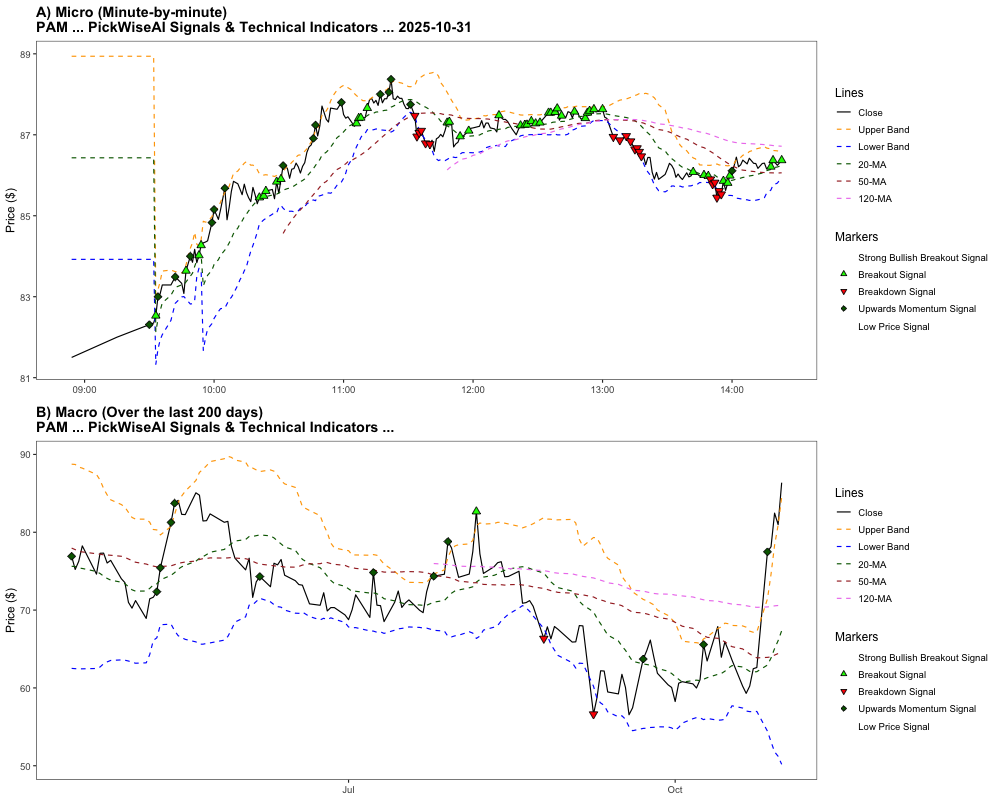 A) Micro (Minute-by-minute)
PAM ... PickWiseAI Signals & Technical Indicators ... 2025-10-31
Price ($)
89
87
85
83
81
09:00 10:00 11:00 12:00 13:00 14:00
Lines
Close
Upper Band
Lower Band
20-MA
50-MA
120-MA
Markers
Strong Bullish Breakout Signal
Breakout Signal
Breakdown Signal
Upwards Momentum Signal
Low Price Signal
B) Macro (Over the last 200 days)
PAM ... PickWiseAI Signals & Technical Indicators ...
Price ($)
90
80
70
60
50
Jul Oct
Lines
Close
Upper Band
Lower Band
20-MA
50-MA
120-MA
Markers
Strong Bullish Breakout Signal
Breakout Signal
Breakdown Signal
Upwards Momentum Signal
Low Price Signal